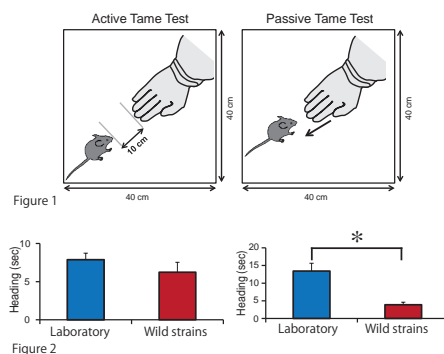 Active Tame Test
Passive Tame Test
10 cm
40 cm
40 cm
40 cm
40 cm
Figure 1
Heading (sec)
10
5
0
Laboratory
Wild strains
Heading (sec)
20
15
10
5
0
*
Laboratory
Wild strains
Figure 2